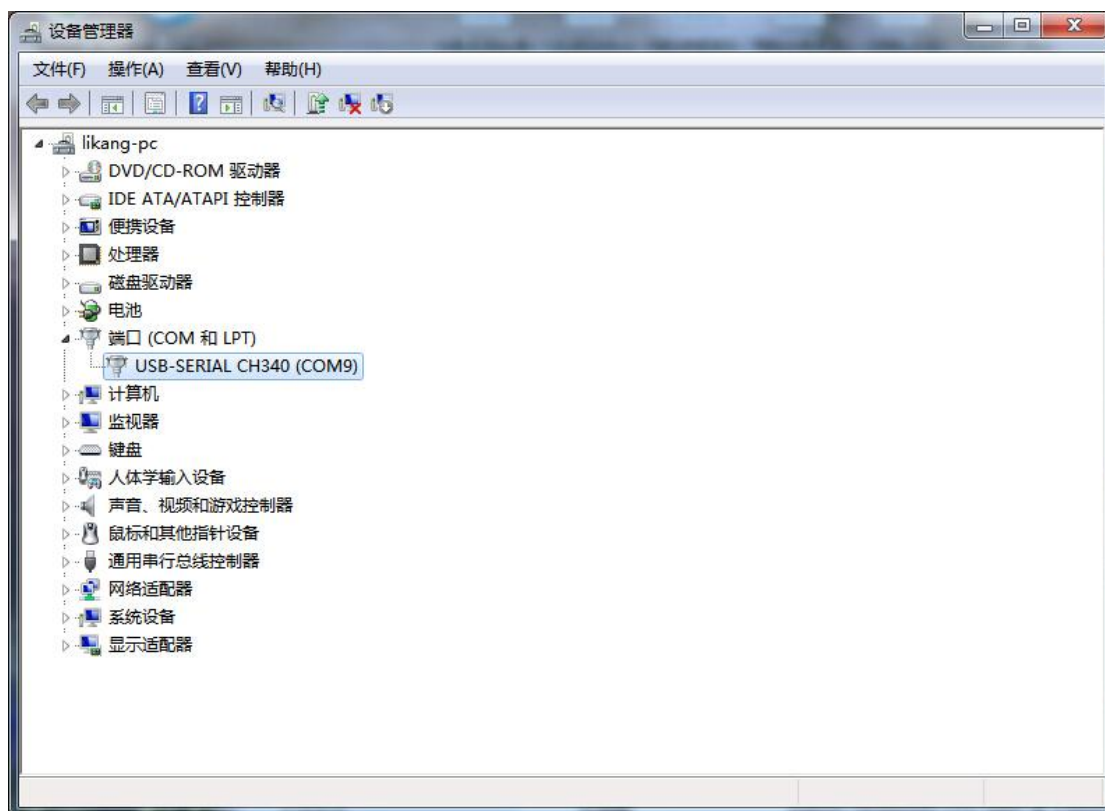 设备管理器
文件(F) 操作(A) 查看(V) 帮助(H)
likang-pc
DVD/CD-ROM 驱动器
IDE ATA/ATAPI 控制器
便携设备
处理器
磁盘驱动器
电池
端口 (COM 和 LPT)
USB-SERIAL CH340 (COM9)
计算机
监视器
键盘
人体学输入设备
声音、视频和游戏控制器
鼠标和其他指针设备
通用串行总线控制器
网络适配器
系统设备
显示适配器